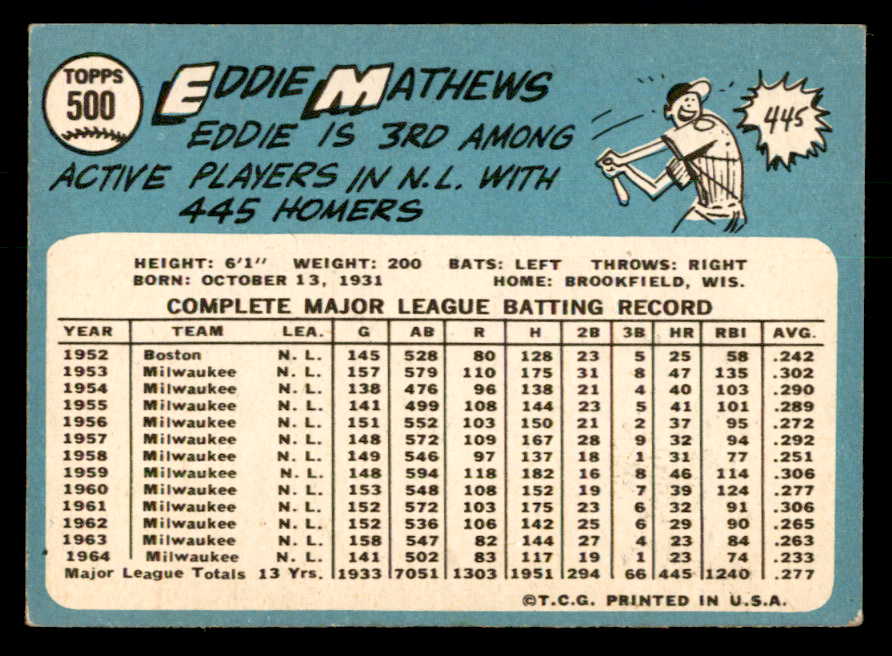 TOPPS
500
EDDIE MATHEWS
EDDIE IS 3RD AMONG
ACTIVE PLAYERS IN N.L. WITH
445 HOMERS
445
HEIGHT: 6'1" WEIGHT: 200 BATS: LEFT THROWS: RIGHT
BORN: OCTOBER 13, 1931 HOME: BROOKFIELD, WIS.
COMPLETE MAJOR LEAGUE BATTING RECORD
YEAR TEAM LEA. G AB R H 2B 3B HR RBI AVG.
1952 Boston N. L. 145 528 80 128 23 5 25 58 .242
1953 Milwaukee N. L. 157 579 110 175 31 8 47 135 .302
1954 Milwaukee N. L. 138 476 96 138 21 4 40 103 .290
1955 Milwaukee N. L. 141 499 108 144 23 5 41 101 .289
1956 Milwaukee N. L. 151 552 103 150 21 2 37 95 .272
1957 Milwaukee N. L. 148 572 109 167 28 9 32 94 .292
1958 Milwaukee N. L. 149 546 97 137 18 1 31 77 .251
1959 Milwaukee N. L. 148 594 118 182 16 8 46 114 .306
1960 Milwaukee N. L. 153 548 108 152 19 7 39 124 .277
1961 Milwaukee N. L. 152 572 103 175 23 6 32 91 .306
1962 Milwaukee N. L. 152 536 106 142 25 6 29 90 .265
1963 Milwaukee N. L. 158 547 82 144 27 4 23 84 .263
1964 Milwaukee N. L. 141 502 83 117 19 1 23 74 .233
Major League Totals 13 Yrs. 1933 7051 1303 1951 294 66 445 1240 .277
©T.C.G. PRINTED IN U.S.A.